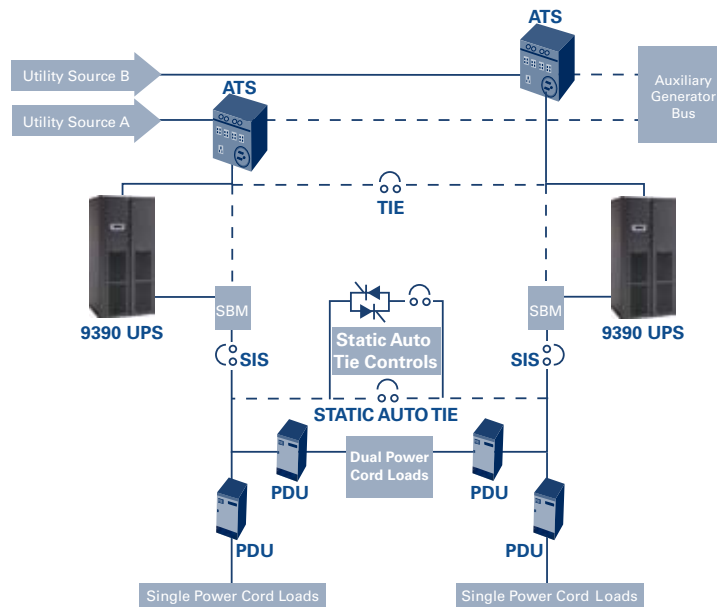 ATS
Utility Source B
ATS
Auxiliary
Generator
Bus
Utility Source A
TIE
SBM
SBM
9390 UPS
9390 UPS
Static Auto
Tie Controls
SIS
SIS
STATIC AUTO TIE
Dual Power
Cord Loads
PDU
PDU
PDU
PDU
Single Power Cord Loads
Single Power Cord Loads